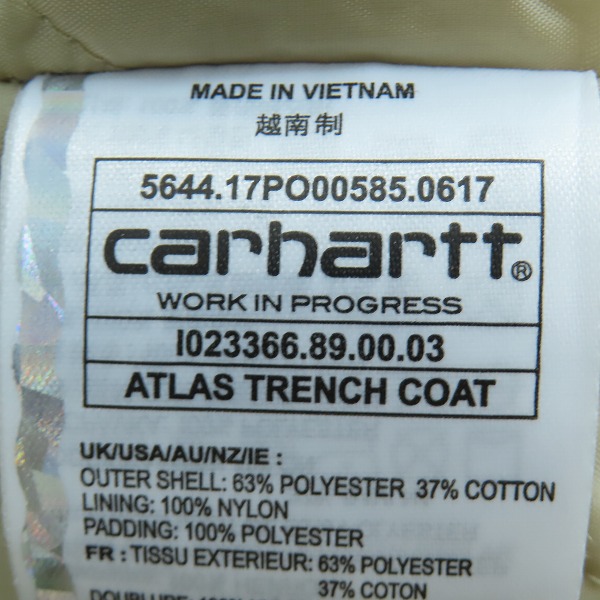 MADE IN VIETNAM
越南制
5644.17PO00585.0617
carhartt®
WORK IN PROGRESS
I023366.89.00.03
ATLAS TRENCH COAT
UK/USA/AU/NZ/IE :
OUTER SHELL: 63% POLYESTER 37% COTTON
LINING: 100% NYLON
PADDING: 100% POLYESTER
FR : TISSU EXTERIEUR: 63% POLYESTER
37% COTON